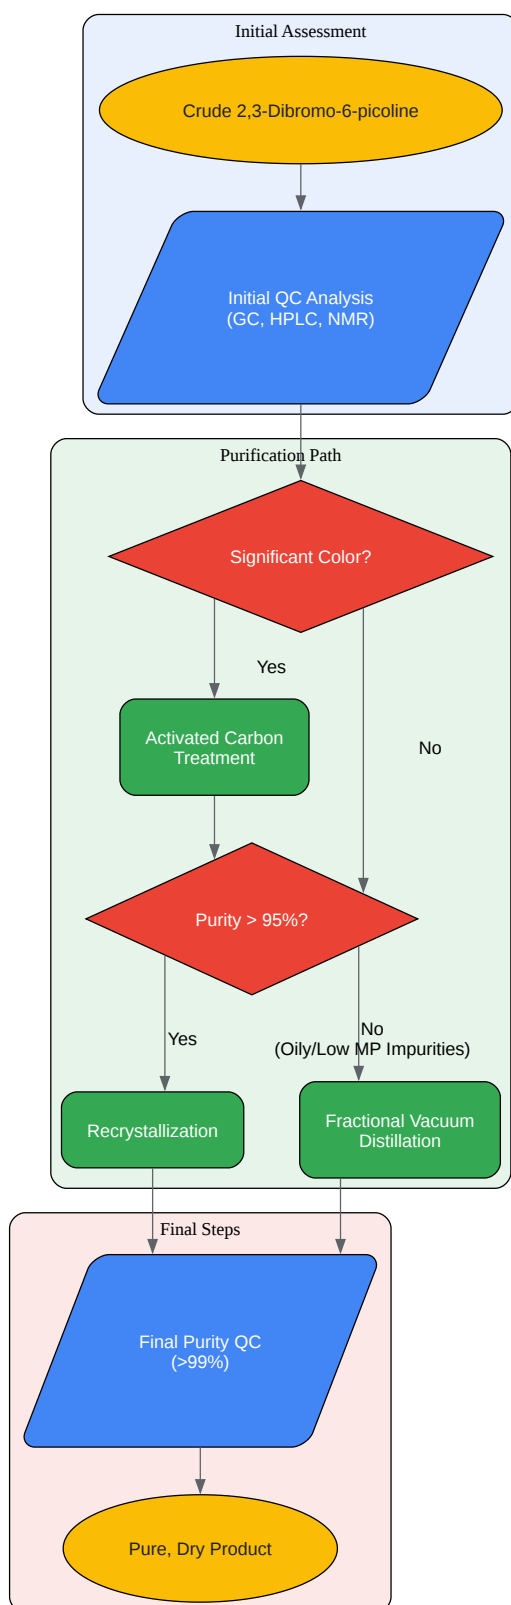 Initial Assessment
Crude 2,3-Dibromo-6-picoline
Initial QC Analysis
(GC, HPLC, NMR)
Purification Path
Significant Color?
Yes
Activated Carbon
Treatment
No
Purity > 95%?
Yes
No
(Oily/Low MP Impurities)
Recrystallization
Fractional Vacuum
Distillation
Final Steps
Final Purity QC
(>99%)
Pure, Dry Product